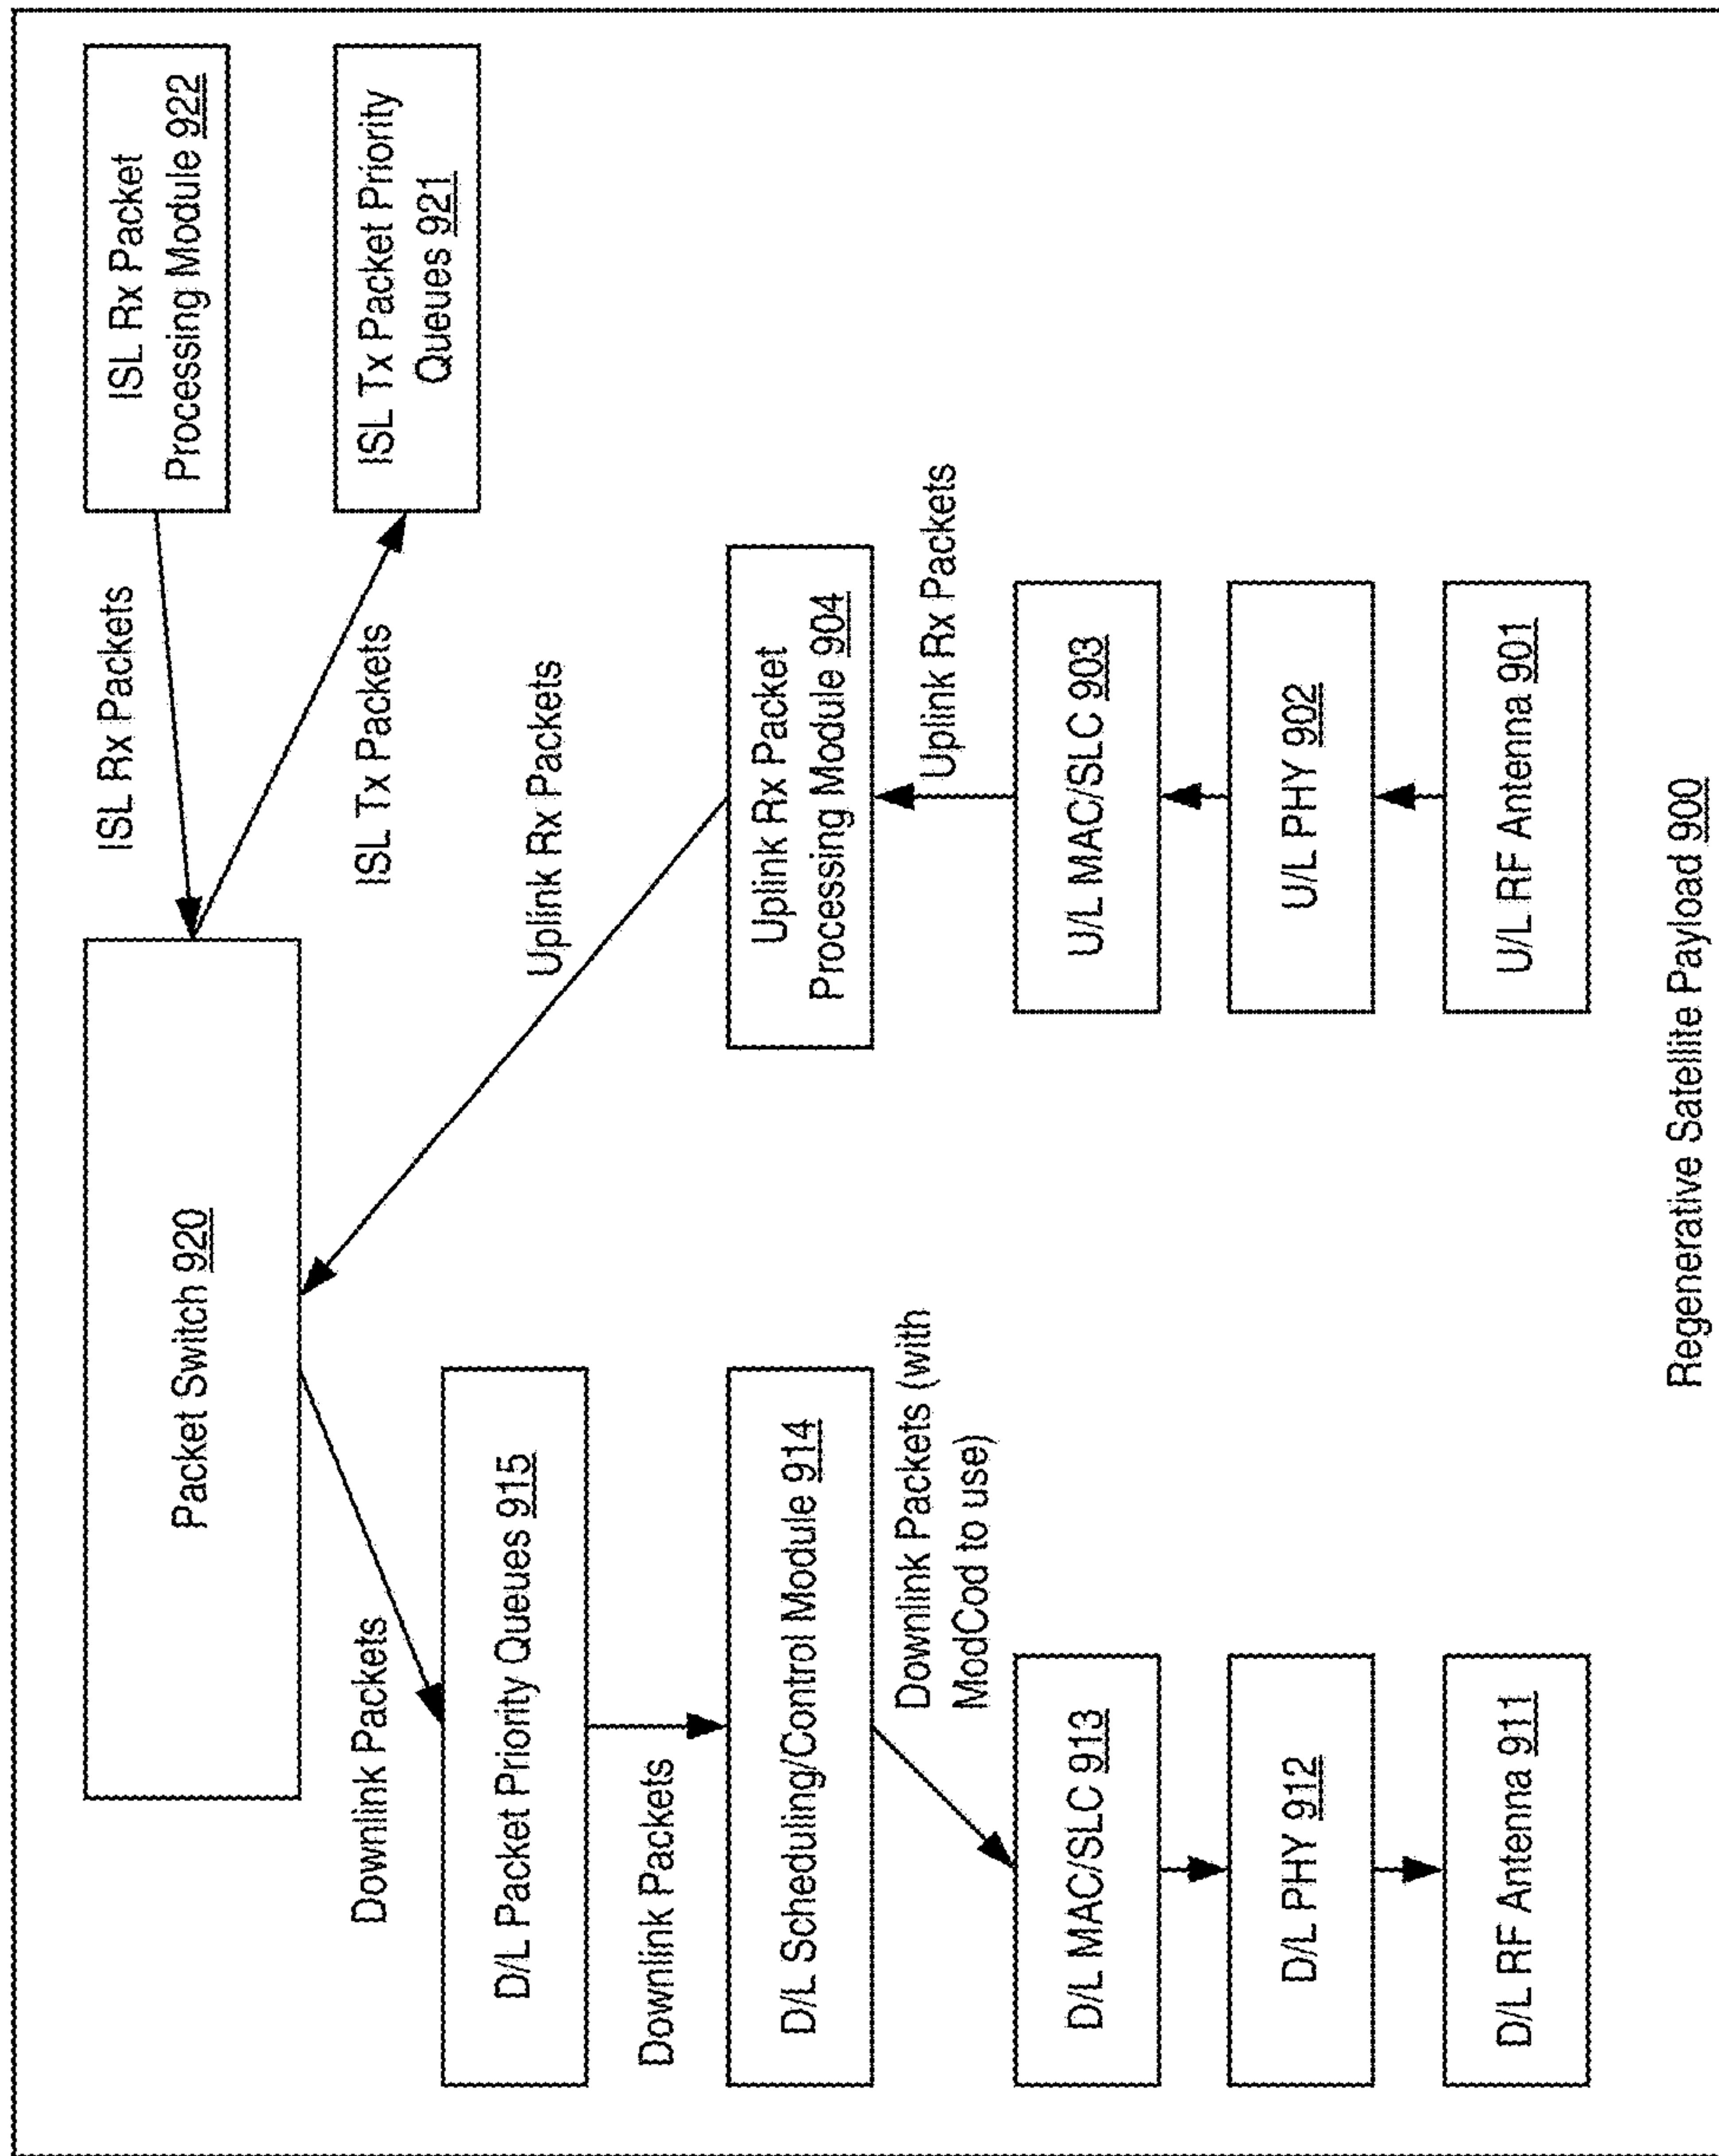 ISL Rx Packet
Processing Module 922
ISL Rx Packets
Packet Switch 920
ISL Tx Packet Priority
Queues 921
ISL Tx Packets
Uplink Rx Packets
Downlink Packets
D/L Packet Priority Queues 915
Downlink Packets
D/L Scheduling/Control Module 914
Downlink Packets (with
ModCod to use)
D/L MAC/SLC 913
D/L PHY 912
D/L RF Antenna 911
Uplink Rx Packet
Processing Module 904
Uplink Rx Packets
U/L MAC/SLC 903
U/L PHY 902
U/L RF Antenna 901
Regenerative Satellite Payload 900